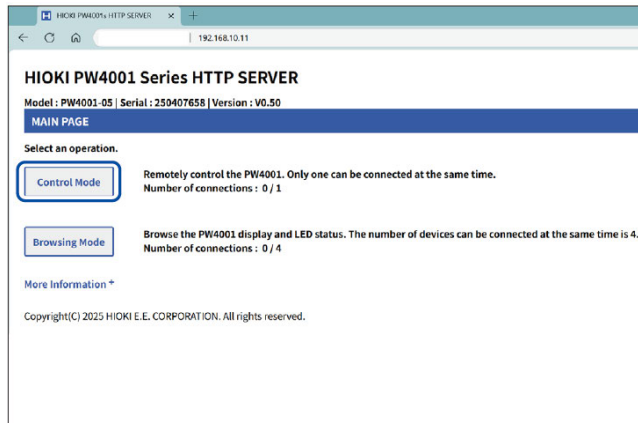 HIOKI PW4001s HTTP SERVER
192.168.10.11
HIOKI PW4001 Series HTTP SERVER
Model : PW4001-05 | Serial : 250407658 | Version : V0.50
MAIN PAGE
Select an operation.
Control Mode
Remotely control the PW4001. Only one can be connected at the same time.
Number of connections : 0 / 1
Browsing Mode
Browse the PW4001 display and LED status. The number of devices can be connected at the same time is 4.
Number of connections : 0 / 4
More Information +
Copyright(C) 2025 HIOKI E.E. CORPORATION. All rights reserved.